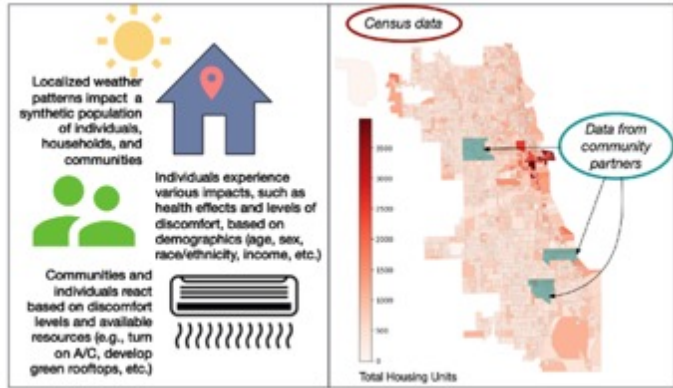 Localized weather
patterns impact a
synthetic population
of individuals,
households, and
communities
Individuals experience
various impacts, such as
health effects and levels of
discomfort, based on
demographics (age, sex,
race/ethnicity, income, etc.)
Communities and
individuals react
based on discomfort
levels and available
resources (e.g., turn
on A/C, develop
green rooftops, etc.)
Census data
Data from
community
partners
3500
3000
2500
2000
1500
1000
500
0
Total Housing Units